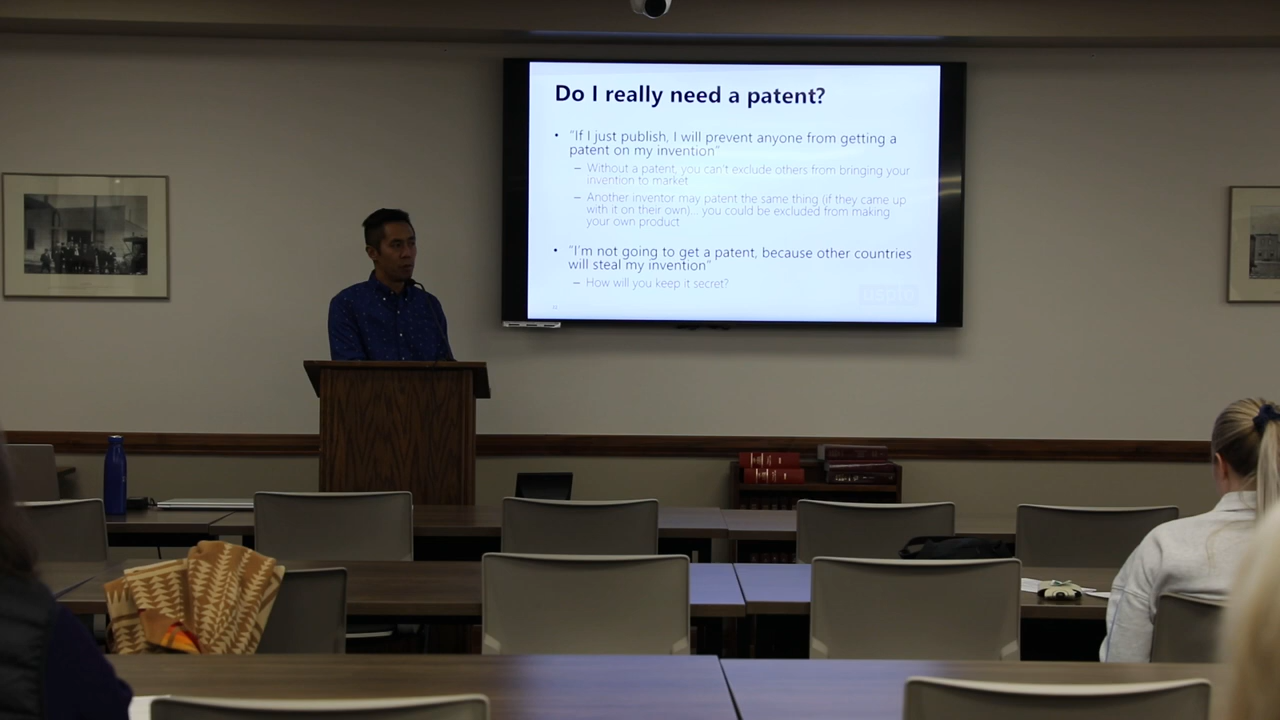 Do I really need a patent?
• "If I just publish, I will prevent anyone from getting a
patent on my invention"
– Without a patent, you can't exclude others from bringing your
invention to market
– Another inventor may patent the same thing (if they came up
with it on their own)... you could be excluded from making
your own product
• "I'm not going to get a patent, because other countries
will steal my invention"
– How will you keep it secret?
uspto